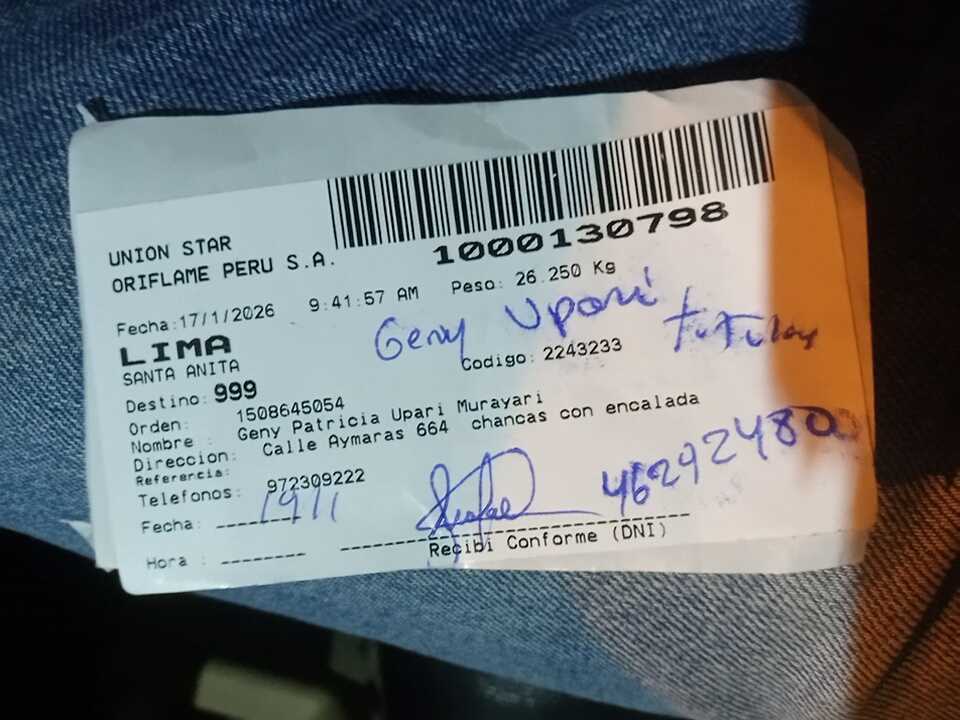 1000130798
UNION STAR
ORIFLAME PERU S.A.
Fecha:17/1/2026 9:41:57 AM Peso: 26.250 Kg
Geny Upari
LIMA
SANTA ANITA Codigo: 2243233
Destino: 999
Orden: 1508645054
Nombre : Geny Patricia Upari Murayari
Direccion: Calle Aymaras 664 chancas con encalada
Referencia:
Telefonos: 972309222
Fecha: 19/1/
Hora :
Recibi Conforme (DNI)